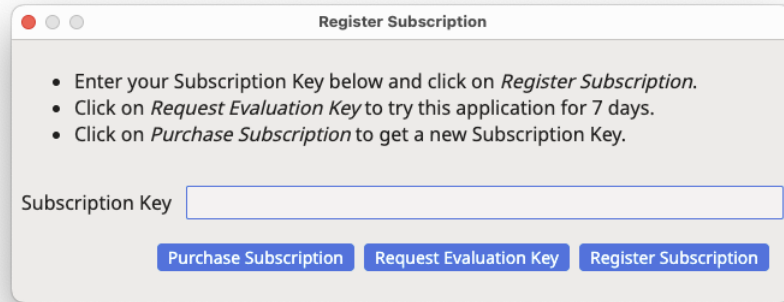 Register Subscription
• Enter your Subscription Key below and click on Register Subscription.
• Click on Request Evaluation Key to try this application for 7 days.
• Click on Purchase Subscription to get a new Subscription Key.
Subscription Key
Purchase Subscription Request Evaluation Key Register Subscription